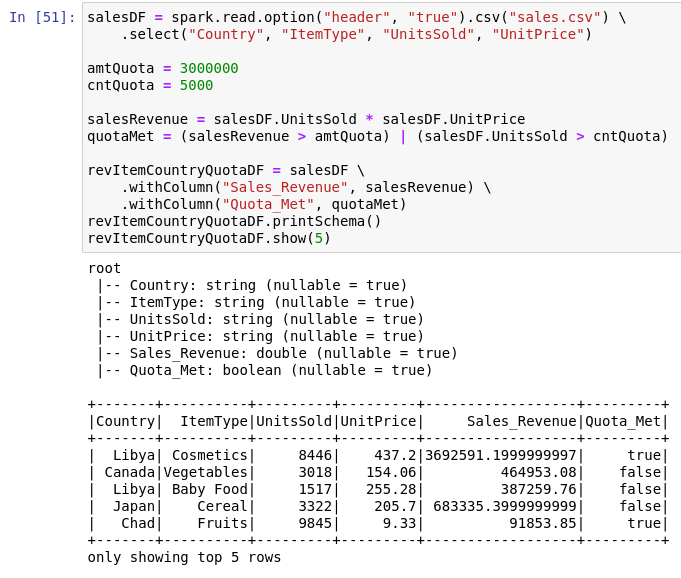 In [51]: salesDF = spark.read.option("header", "true").csv("sales.csv") \
    .select("Country", "ItemType", "UnitsSold", "UnitPrice")

amtQuota = 3000000
cntQuota = 5000

salesRevenue = salesDF.UnitsSold * salesDF.UnitPrice
quotaMet = (salesRevenue > amtQuota) | (salesDF.UnitsSold > cntQuota)

revItemCountryQuotaDF = salesDF \
    .withColumn("Sales_Revenue", salesRevenue) \
    .withColumn("Quota_Met", quotaMet)
revItemCountryQuotaDF.printSchema()
revItemCountryQuotaDF.show(5)

root
 |-- Country: string (nullable = true)
 |-- ItemType: string (nullable = true)
 |-- UnitsSold: string (nullable = true)
 |-- UnitPrice: string (nullable = true)
 |-- Sales_Revenue: double (nullable = true)
 |-- Quota_Met: boolean (nullable = true)

+-------+----------+---------+---------+------------------+---------+
|Country|  ItemType|UnitsSold|UnitPrice|     Sales_Revenue|Quota_Met|
+-------+----------+---------+---------+------------------+---------+
|  Libya| Cosmetics|     8446|    437.2|3692591.1999999997|     true|
| Canada|Vegetables|     3018|   154.06|         464953.08|    false|
|  Libya| Baby Food|     1517|   255.28|         387259.76|    false|
|  Japan|    Cereal|     3322|    205.7| 683335.3999999999|    false|
|   Chad|    Fruits|     9845|     9.33|          91853.85|     true|
+-------+----------+---------+---------+------------------+---------+
only showing top 5 rows